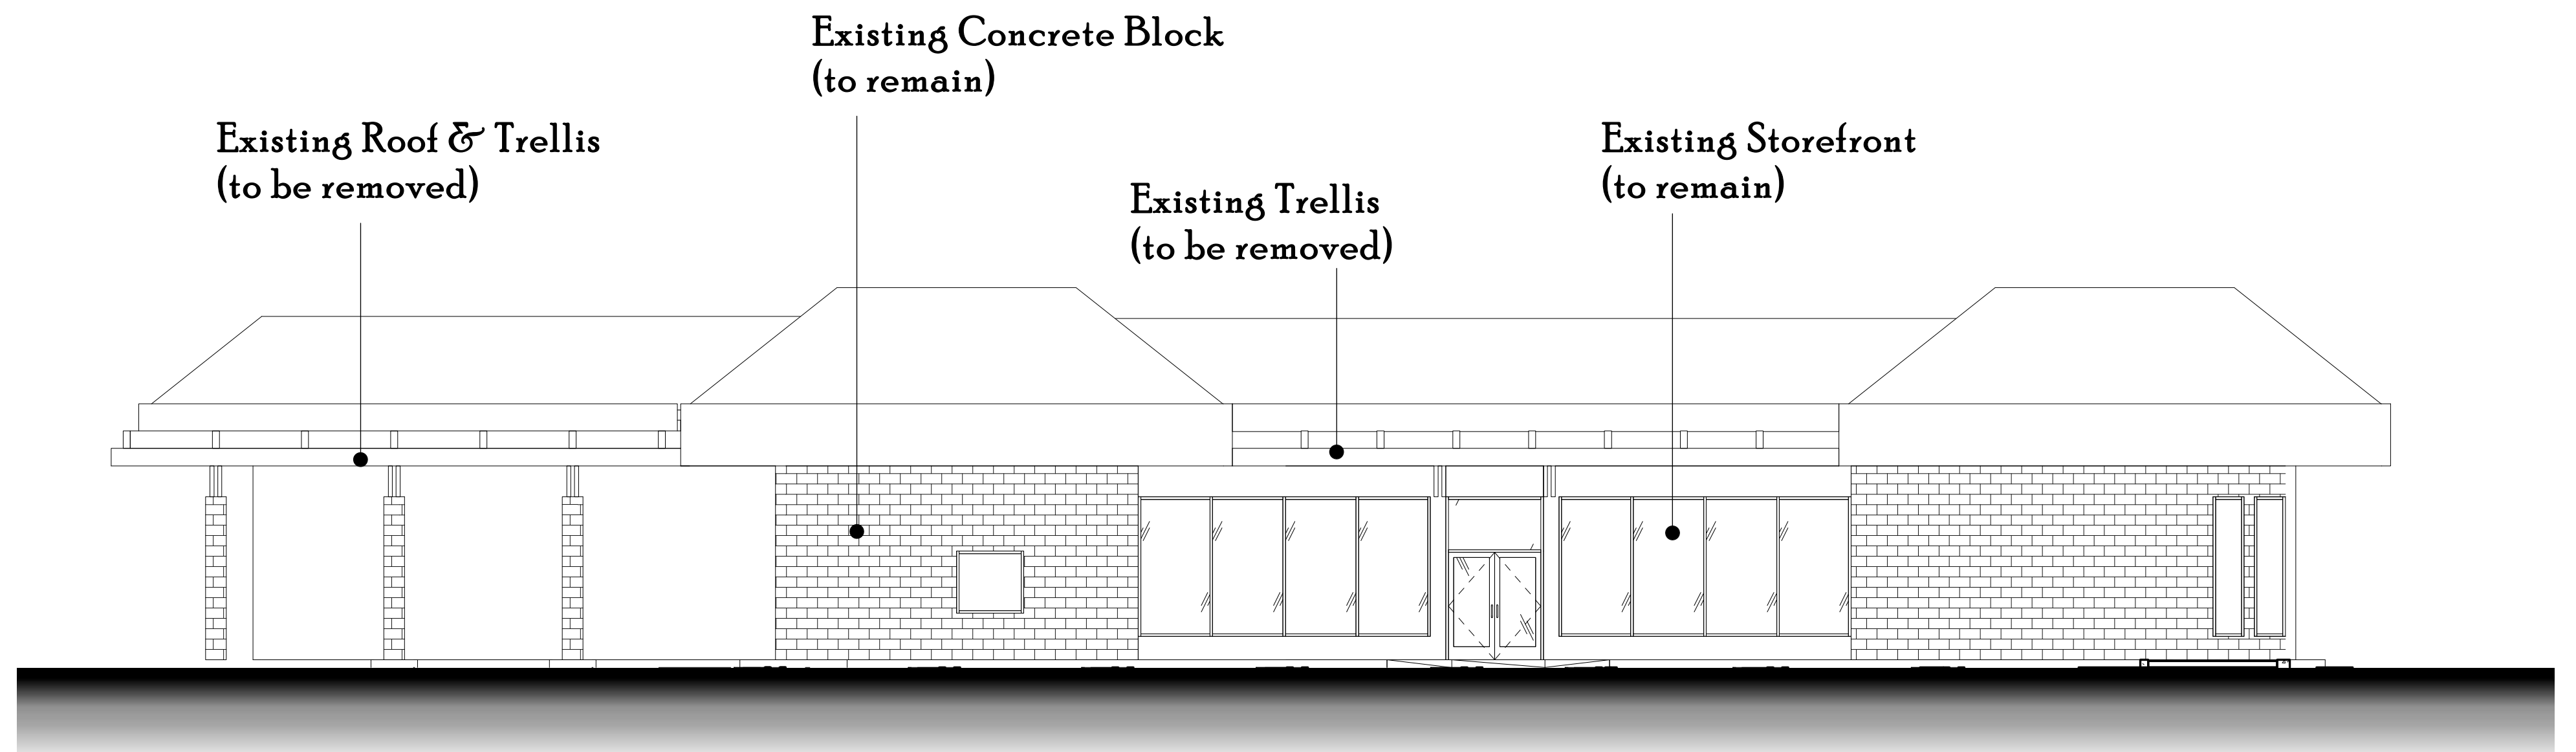 Existing Concrete Block
(to remain)
Existing Roof & Trellis
(to be removed)
Existing Trellis
(to be removed)
Existing Storefront
(to remain)